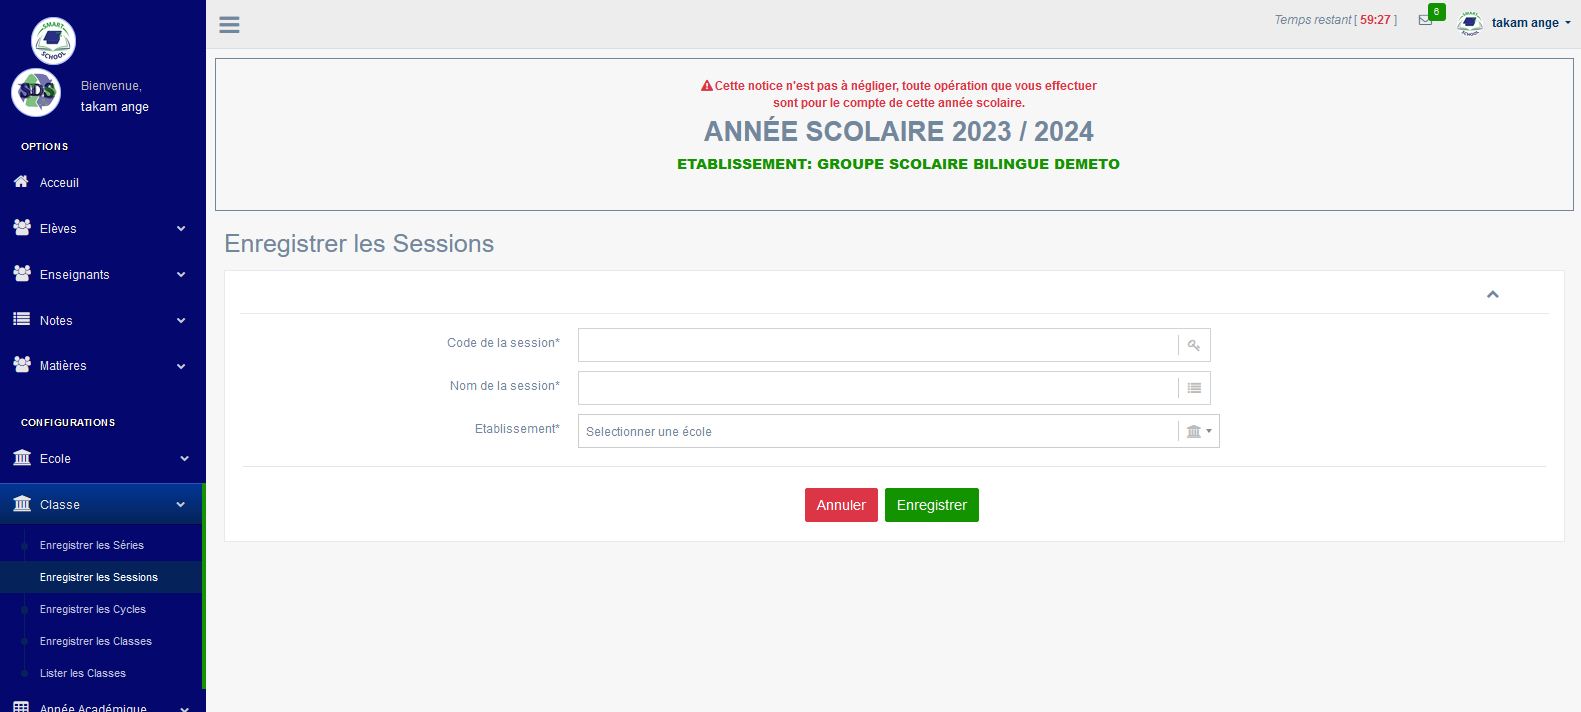 SMART
SCHOOL
SDS
Bienvenue,
takam ange
OPTIONS
Acceuil
Elèves
Enseignants
Notes
Matières
CONFIGURATIONS
Ecole
Classe
Enregistrer les Séries
Enregistrer les Sessions
Enregistrer les Cycles
Enregistrer les Classes
Lister les Classes
Année Académique
Temps restant [ 59:27 ]
6
SMART
SCHOOL
takam ange
Cette notice n'est pas à négliger, toute opération que vous effectuer
sont pour le compte de cette année scolaire.
ANNÉE SCOLAIRE 2023 / 2024
ETABLISSEMENT: GROUPE SCOLAIRE BILINGUE DEMETO
Enregistrer les Sessions
Code de la session*
Nom de la session*
Etablissement*
Selectionner une école
Annuler
Enregistrer